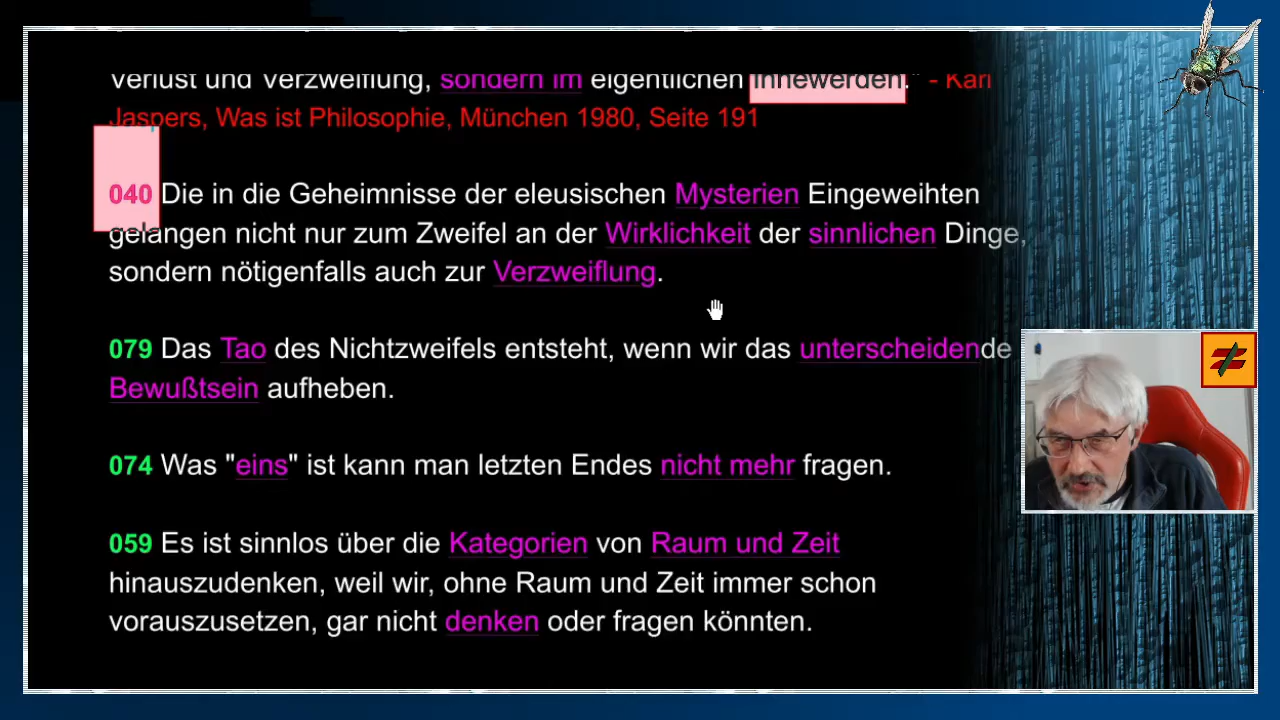 Verlust und Verzweiflung, sondern im eigentlichen Innewerden." - Karl
Jaspers, Was ist Philosophie, München 1980, Seite 191
040 Die in die Geheimnisse der eleusischen Mysterien Eingeweihten
gelangen nicht nur zum Zweifel an der Wirklichkeit der sinnlichen Dinge,
sondern nötigenfalls auch zur Verzweiflung.
079 Das Tao des Nichtzweifels entsteht, wenn wir das unterscheidende
Bewußtsein aufheben.
074 Was "eins" ist kann man letzten Endes nicht mehr fragen.
059 Es ist sinnlos über die Kategorien von Raum und Zeit
hinauszudenken, weil wir, ohne Raum und Zeit immer schon
vorauszusetzen, gar nicht denken oder fragen könnten.